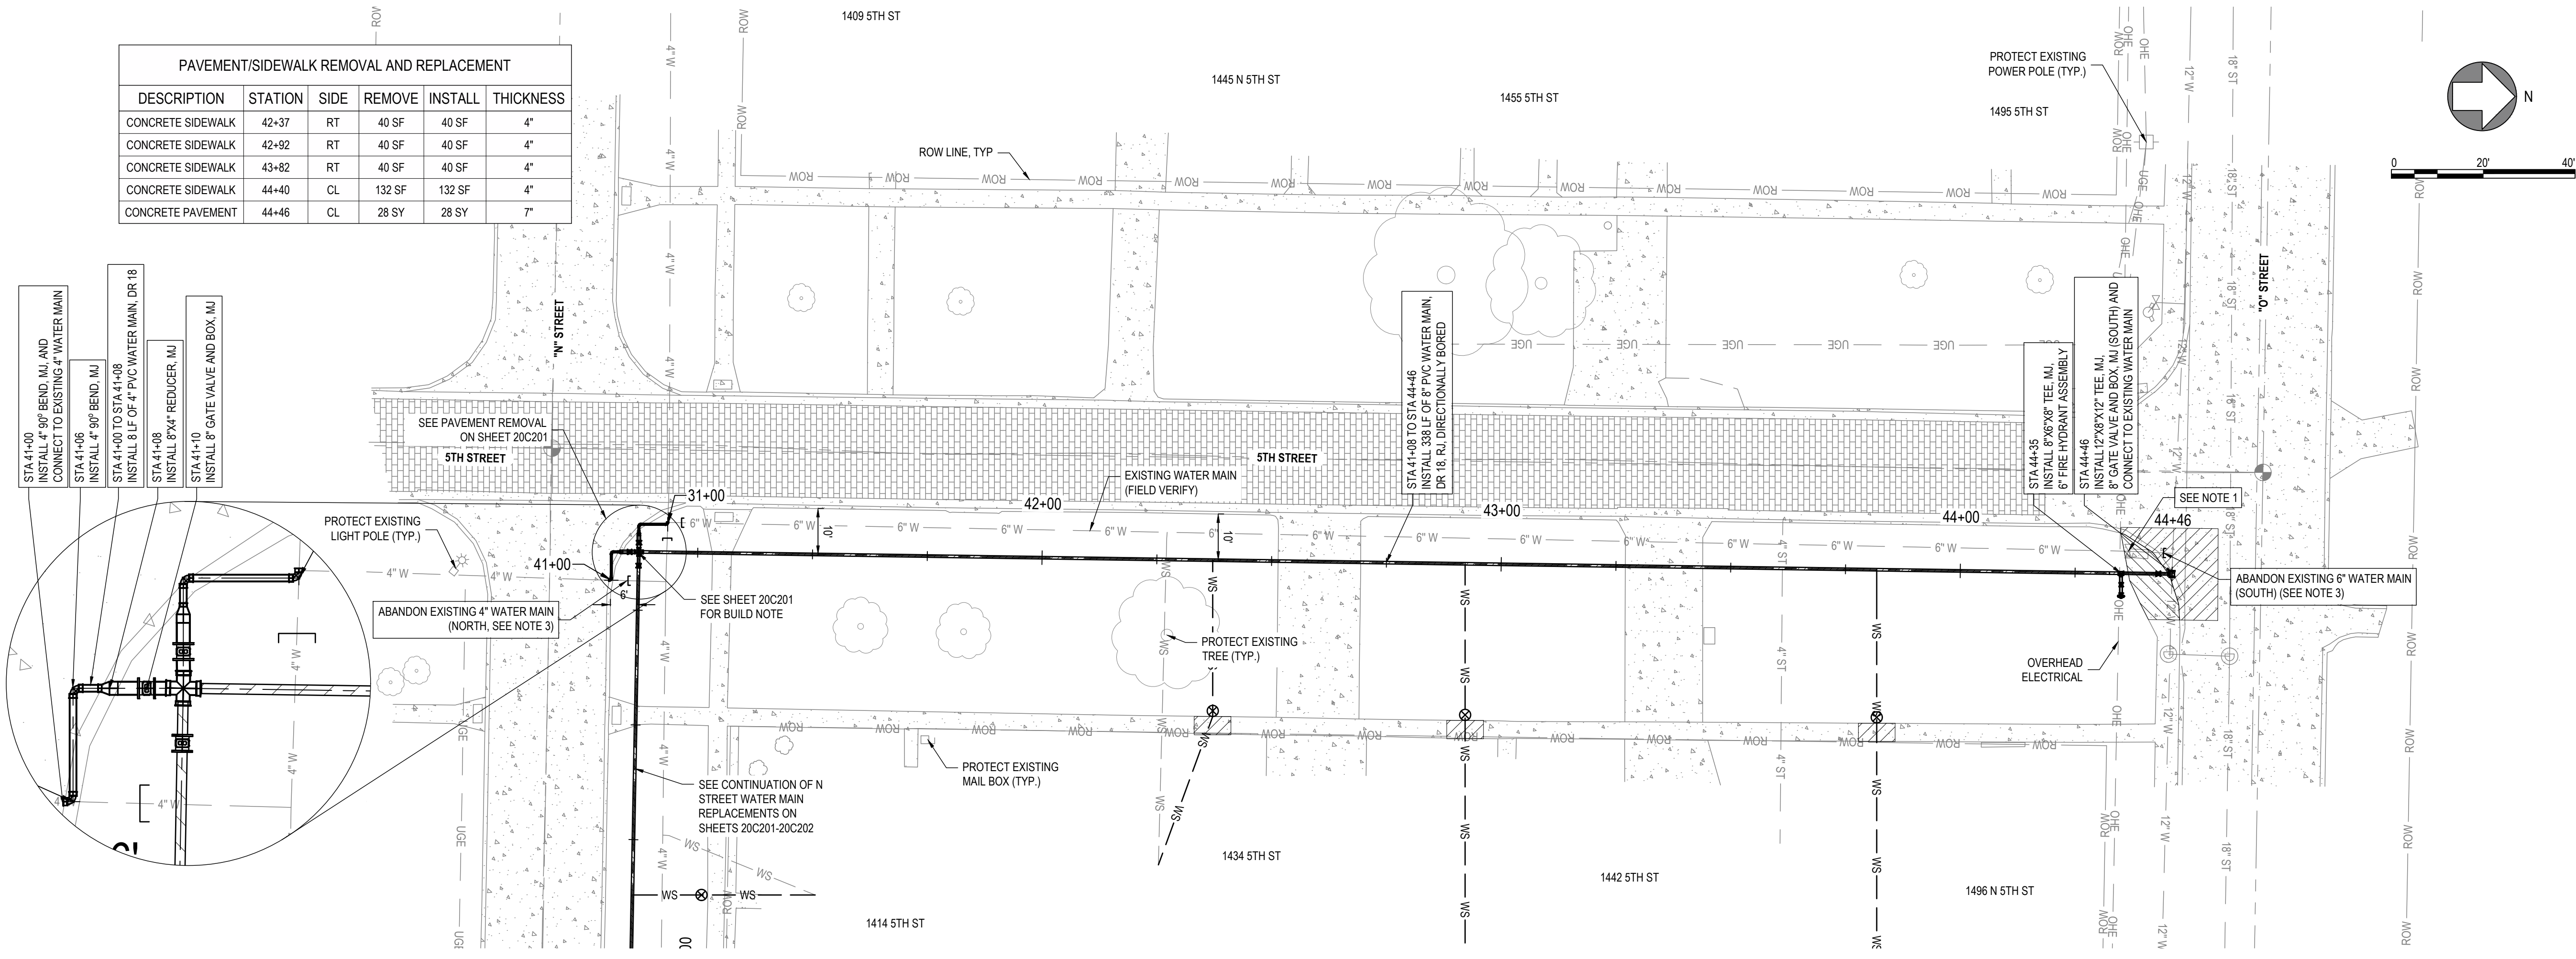 PAVEMENT/SIDEWALK REMOVAL AND REPLACEMENT
DESCRIPTION STATION SIDE REMOVE INSTALL THICKNESS
CONCRETE SIDEWALK 42+37 RT 40 SF 40 SF 4"
CONCRETE SIDEWALK 42+92 RT 40 SF 40 SF 4"
CONCRETE SIDEWALK 43+82 RT 40 SF 40 SF 4"
CONCRETE SIDEWALK 44+40 CL 132 SF 132 SF 4"
CONCRETE PAVEMENT 44+46 CL 28 SY 28 SY 7"
1409 5TH ST
1445 N 5TH ST
1455 5TH ST
1495 5TH ST
PROTECT EXISTING
POWER POLE (TYP.)
N
0 20' 40'
ROW LINE, TYP
"N" STREET
"O" STREET
STA 41+00
INSTALL 4" 90° BEND, MJ, AND
CONNECT TO EXISTING 4" WATER MAIN
STA 41+06
INSTALL 4" 90° BEND, MJ
STA 41+00 TO STA 41+08
INSTALL 8 LF OF 4" PVC WATER MAIN, DR 18
STA 41+08
INSTALL 8"X4" REDUCER, MJ
STA 41+10
INSTALL 8" GATE VALVE AND BOX, MJ
SEE PAVEMENT REMOVAL
ON SHEET 20C201
5TH STREET
5TH STREET
EXISTING WATER MAIN
(FIELD VERIFY)
STA 41+08 TO STA 44+46
INSTALL 338 LF OF 8" PVC WATER MAIN,
DR 18, RJ, DIRECTIONALLY BORED
STA 44+35
INSTALL 8"X6"X8" TEE, MJ,
6" FIRE HYDRANT ASSEMBLY
STA 44+46
INSTALL12"X8"X12" TEE, MJ,
8" GATE VALVE AND BOX, MJ (SOUTH) AND
CONNECT TO EXISTING WATER MAIN
SEE NOTE 1
31+00
42+00
43+00
44+00
44+46
41+00
10'
10'
6'
PROTECT EXISTING
LIGHT POLE (TYP.)
ABANDON EXISTING 4" WATER MAIN
(NORTH, SEE NOTE 3)
SEE SHEET 20C201
FOR BUILD NOTE
ABANDON EXISTING 6" WATER MAIN
(SOUTH) (SEE NOTE 3)
PROTECT EXISTING
TREE (TYP.)
OVERHEAD
ELECTRICAL
PROTECT EXISTING
MAIL BOX (TYP.)
SEE CONTINUATION OF N
STREET WATER MAIN
REPLACEMENTS ON
SHEETS 20C201-20C202
1434 5TH ST
1442 5TH ST
1496 N 5TH ST
1414 5TH ST
ROW
OHE
UGE
WS
4" W
6" W
12" W
18" ST
4" ST